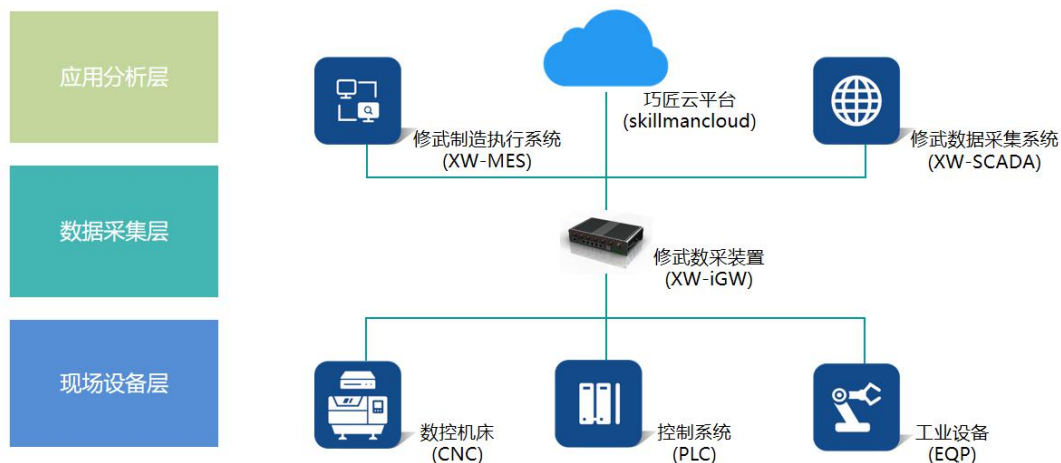 应用分析层
修武制造执行系统
(XW-MES)
巧匠云平台
(skillmancloud)
修武数据采集系统
(XW-SCADA)
数据采集层
修武数采装置
(XW-iGW)
现场设备层
数控机床
(CNC)
控制系统
(PLC)
工业设备
(EQP)